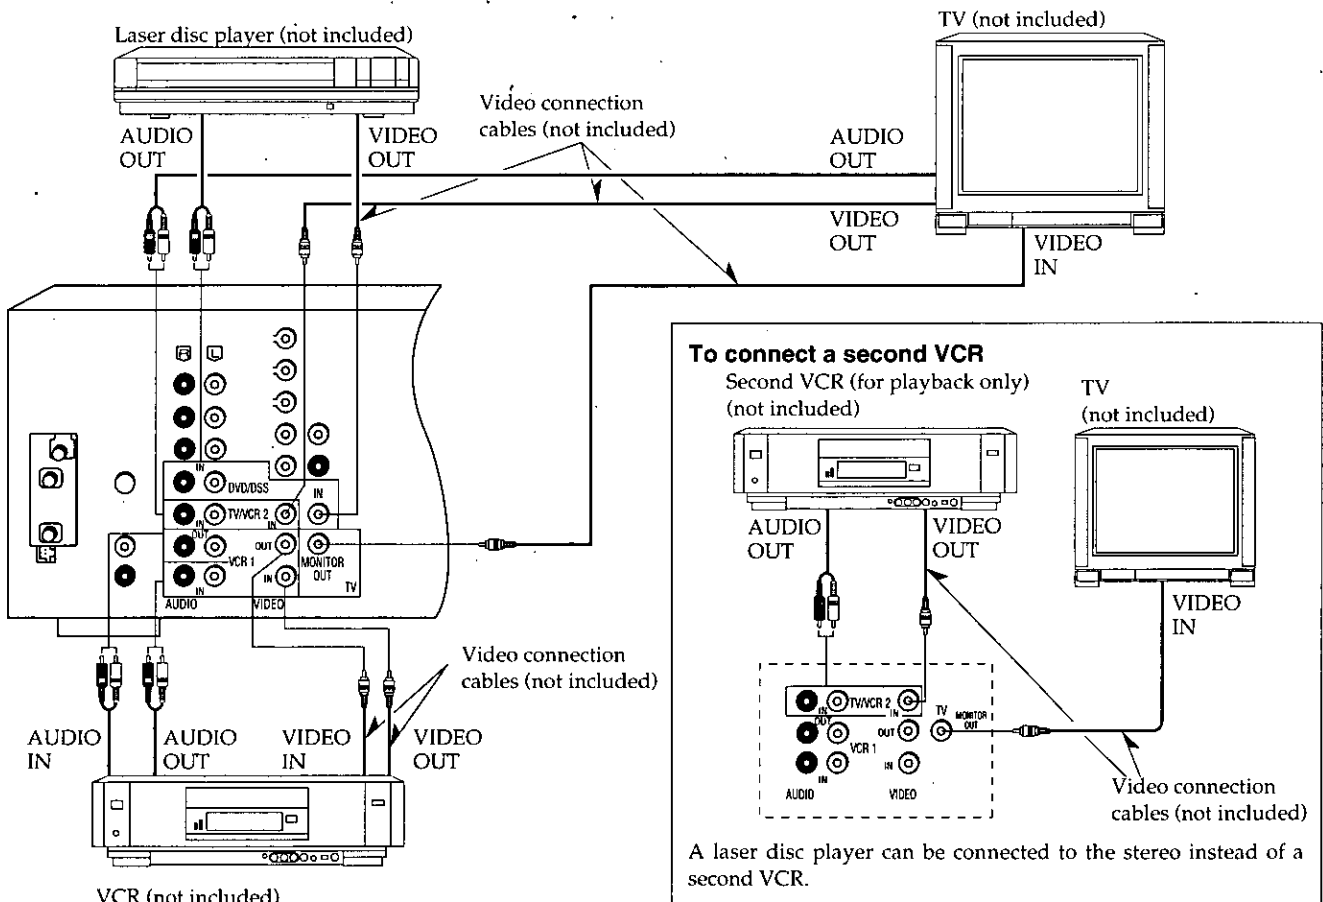 Laser disc player (not included)
TV (not included)
Video connection
cables (not included)
AUDIO
OUT
VIDEO
OUT
AUDIO
OUT
VIDEO
OUT
VIDEO
IN
R L
IN
DVD/DSS
IN
IN
TV/VCR 2
IN
OUT
OUT
VCR 1
MONITOR
OUT
IN
IN
TV
AUDIO
VIDEO
Video connection
cables (not included)
AUDIO
IN
AUDIO
OUT
VIDEO
IN
VIDEO
OUT
VCR (not included)
To connect a second VCR
Second VCR (for playback only)
(not included)
TV
(not included)
AUDIO
OUT
VIDEO
OUT
VIDEO
IN
IN
TV/VCR 2
IN
TV
MONITOR
OUT
OUT
OUT
VCR 1
IN
IN
AUDIO
VIDEO
Video connection
cables (not included)
A laser disc player can be connected to the stereo instead of a
second VCR.